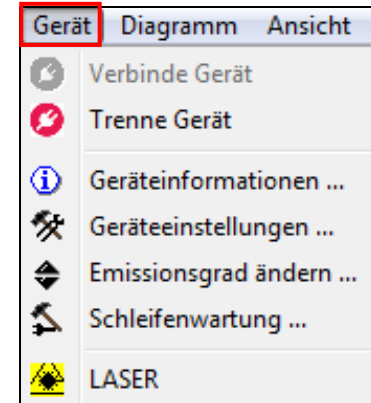 Gerät Diagramm Ansicht
Verbinde Gerät
Trenne Gerät
Geräteinformationen ...
Geräteeinstellungen ...
Emissionsgrad ändern ...
Schleifenwartung ...
LASER